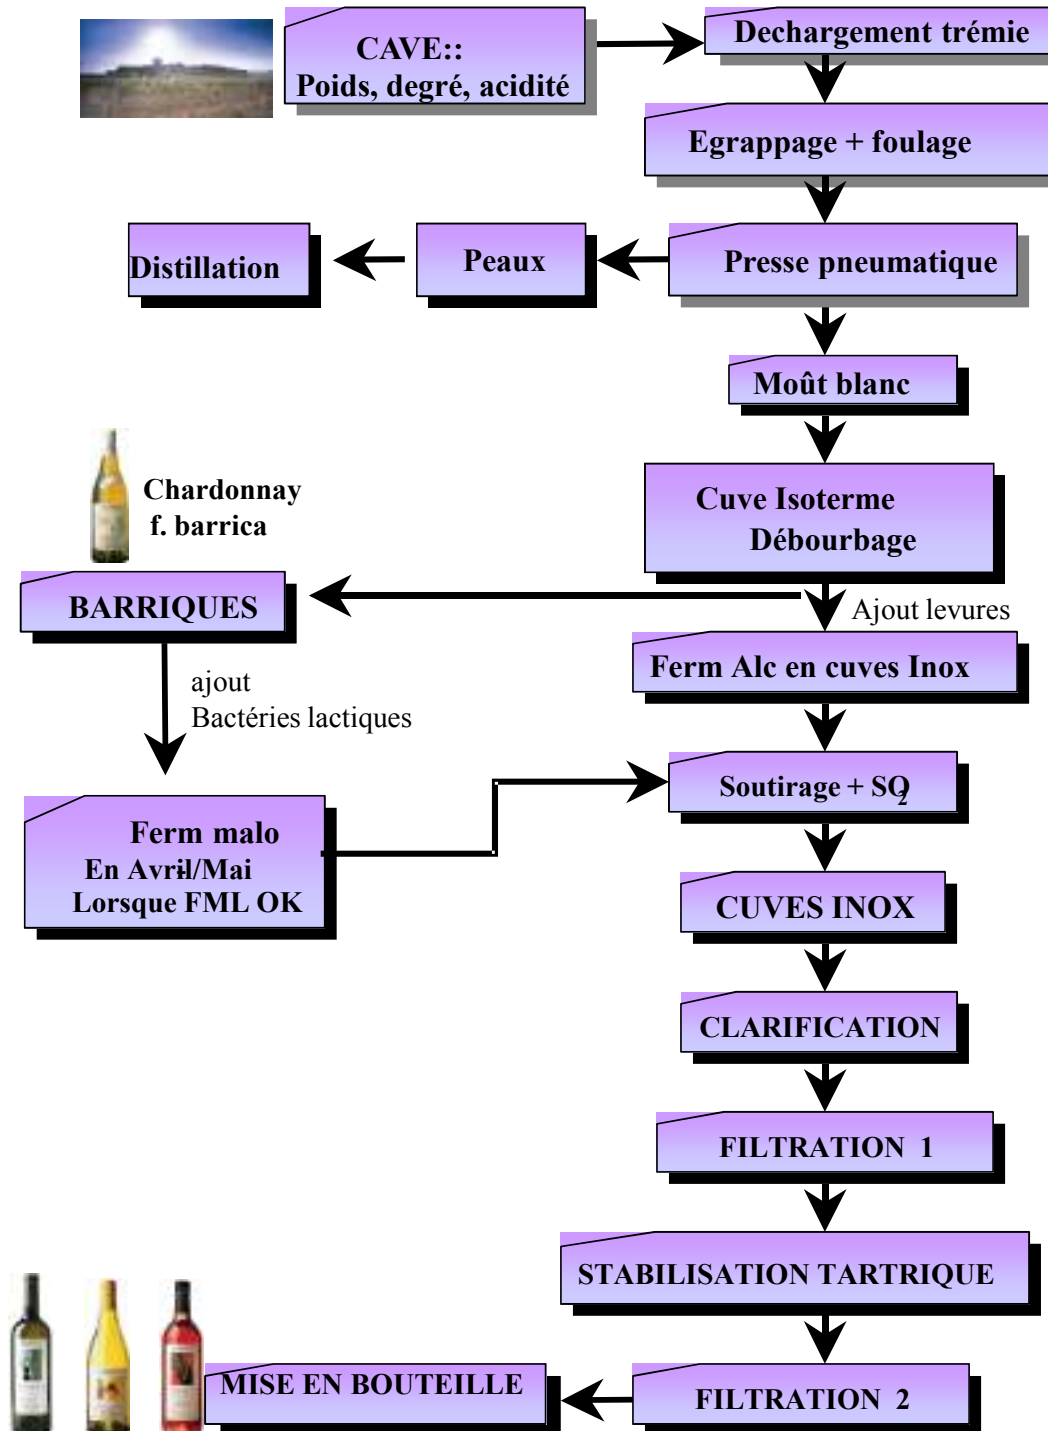 CAVE::
Poids, degré, acidité
Dechargement trémie
Egrappage + foulage
Presse pneumatique
Peaux
Distillation
Moût blanc
Cuve Isoterme
Débourbage
Chardonnay
f. barrica
BARRIQUES
Ajout levures
Ferm Alc en cuves Inox
ajout
Bactéries lactiques
Soutirage + SO2
Ferm malo
En Avril/Mai
Lorsque FML OK
CUVES INOX
CLARIFICATION
FILTRATION 1
STABILISATION TARTRIQUE
FILTRATION 2
MISE EN BOUTEILLE